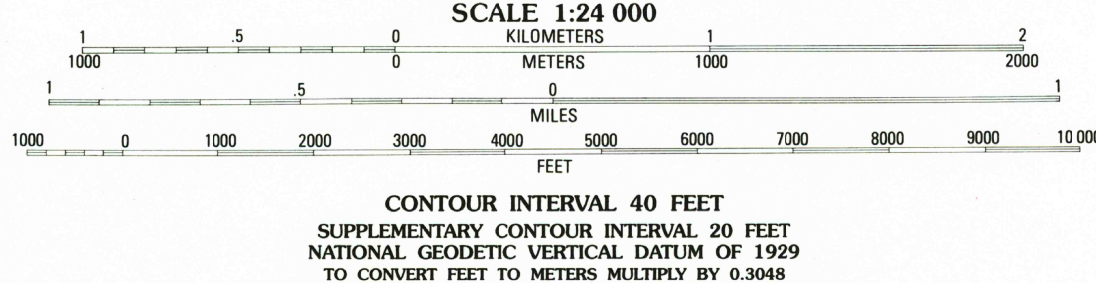 SCALE 1:24 000
1 .5 0 KILOMETERS 1 2
1000 0 METERS 1000 2000
1 .5 0 1
MILES
1000 0 1000 2000 3000 4000 5000 6000 7000 8000 9000 10 000
FEET
CONTOUR INTERVAL 40 FEET
SUPPLEMENTARY CONTOUR INTERVAL 20 FEET
NATIONAL GEODETIC VERTICAL DATUM OF 1929
TO CONVERT FEET TO METERS MULTIPLY BY 0.3048